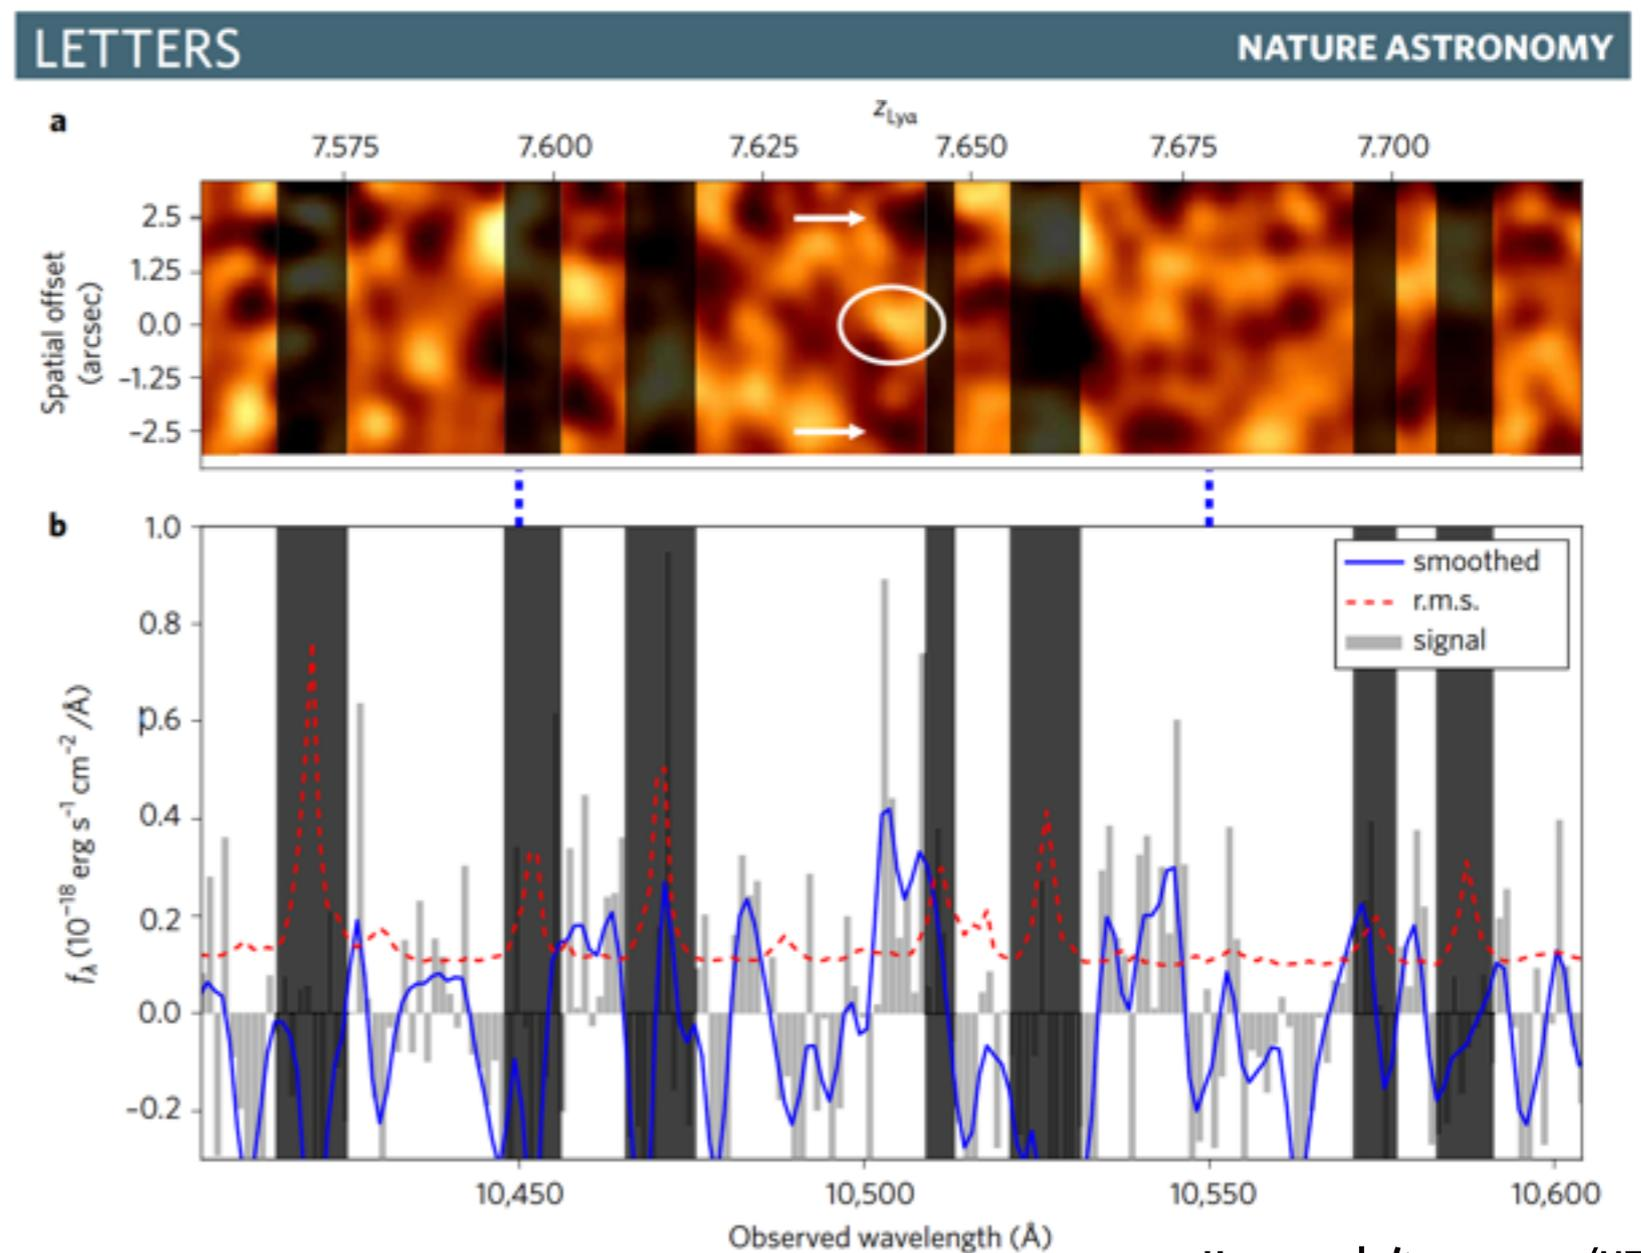 LETTERS NATURE ASTRONOMY
a
zLyα
7.575 7.600 7.625 7.650 7.675 7.700
2.5
1.25
0.0
−1.25
−2.5
Spatial offset
(arcsec)
b
1.0
0.8
0.6
0.4
0.2
0.0
−0.2
fλ (10−18 erg s−1 cm−2 /Å)
smoothed
r.m.s.
signal
10,450 10,500 10,550 10,600
Observed wavelength (Å)